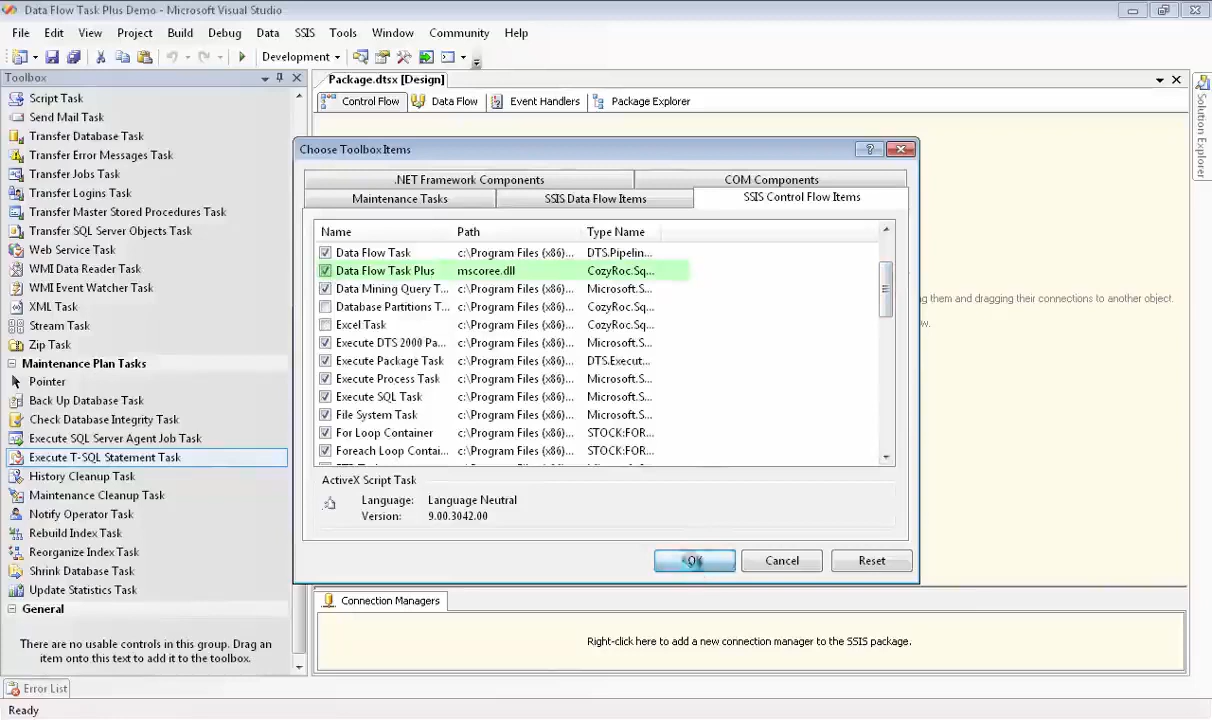 Data Flow Task Plus Demo - Microsoft Visual Studio
File Edit View Project Build Debug Data SSIS Tools Window Community Help
Development
Toolbox
Script Task
Send Mail Task
Transfer Database Task
Transfer Error Messages Task
Transfer Jobs Task
Transfer Logins Task
Transfer Master Stored Procedures Task
Transfer SQL Server Objects Task
Web Service Task
WMI Data Reader Task
WMI Event Watcher Task
XML Task
Stream Task
Zip Task
Maintenance Plan Tasks
Pointer
Back Up Database Task
Check Database Integrity Task
Execute SQL Server Agent Job Task
Execute T-SQL Statement Task
History Cleanup Task
Maintenance Cleanup Task
Notify Operator Task
Rebuild Index Task
Reorganize Index Task
Shrink Database Task
Update Statistics Task
General
There are no usable controls in this group. Drag an
item onto this text to add it to the toolbox.
Error List
Ready
Package.dtsx [Design]
Control Flow Data Flow Event Handlers Package Explorer
Solution Explorer
g them and dragging their connections to another object.
w.
Choose Toolbox Items
.NET Framework Components COM Components
Maintenance Tasks SSIS Data Flow Items SSIS Control Flow Items
Name Path Type Name
Data Flow Task c:\Program Files (x86)... DTS.Pipelin...
Data Flow Task Plus mscoree.dll CozyRoc.Sq...
Data Mining Query T... c:\Program Files (x86)... Microsoft.S...
Database Partitions T... c:\Program Files (x86)... CozyRoc.Sq...
Excel Task c:\Program Files (x86)... CozyRoc.Sq...
Execute DTS 2000 Pa... c:\Program Files (x86)... Microsoft.S...
Execute Package Task c:\Program Files (x86)... DTS.Execut...
Execute Process Task c:\Program Files (x86)... Microsoft.S...
Execute SQL Task c:\Program Files (x86)... Microsoft.S...
File System Task c:\Program Files (x86)... Microsoft.S...
For Loop Container c:\Program Files (x86)... STOCK:FOR...
Foreach Loop Contai... c:\Program Files (x86)... STOCK:FOR...
ActiveX Script Task
Language: Language Neutral
Version: 9.00.3042.00
OK Cancel Reset
Connection Managers
Right-click here to add a new connection manager to the SSIS package.